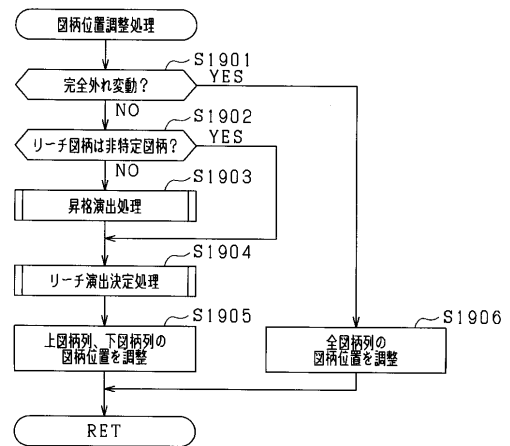 図柄位置調整処理
S1901
完全外れ変動？
YES
NO
S1902
リーチ図柄は非特定図柄？
YES
NO
S1903
昇格演出処理
S1904
リーチ演出決定処理
S1905
上図柄列、下図柄列の
図柄位置を調整
S1906
全図柄列の
図柄位置を調整
RET